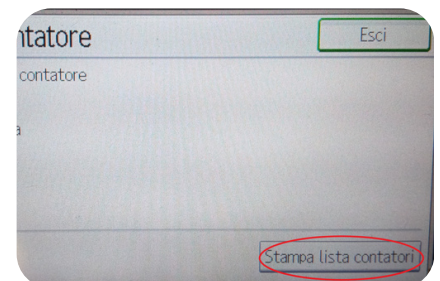 ntatore
Esci
contatore
a
Stampa lista contatori